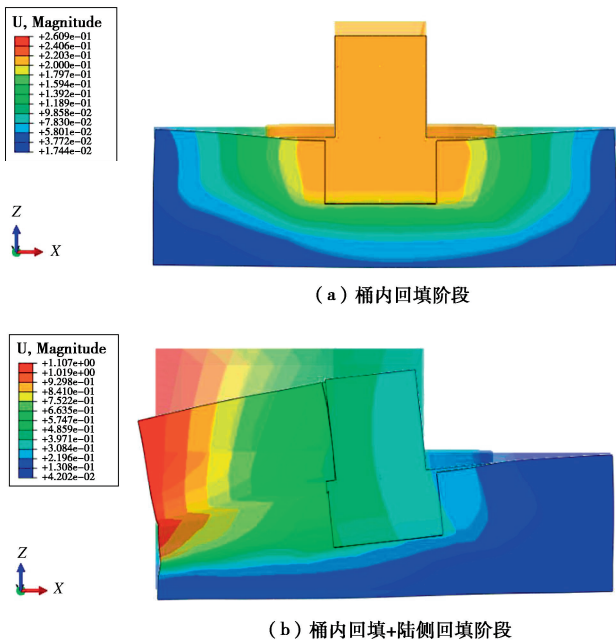 U, Magnitude
+2.609e-01
+2.406e-01
+2.203e-01
+2.000e-01
+1.797e-01
+1.594e-01
+1.392e-01
+1.189e-01
+9.858e-02
+7.830e-02
+5.801e-02
+3.772e-02
+1.744e-02
Z
X
（a）桶内回填阶段
U, Magnitude
+1.107e+00
+1.019e+00
+9.298e-01
+8.410e-01
+7.522e-01
+6.635e-01
+5.747e-01
+4.859e-01
+3.971e-01
+3.084e-01
+2.196e-01
+1.308e-01
+4.202e-02
Z
X
（b）桶内回填+陆侧回填阶段